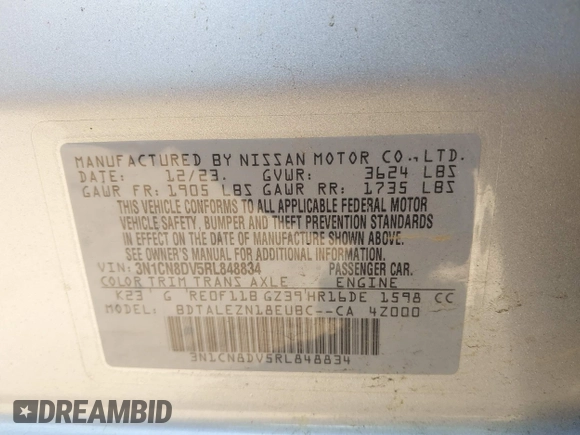 MANUFACTURED BY NISSAN MOTOR CO., LTD.
DATE: 12/23. GVWR: 3624 LBS
GAWR FR: 1905 LBS GAWR RR: 1735 LBS
THIS VEHICLE CONFORMS TO ALL APPLICABLE FEDERAL MOTOR
VEHICLE SAFETY, BUMPER, AND THEFT PREVENTION STANDARDS
IN EFFECT ON THE DATE OF MANUFACTURE SHOWN ABOVE.
SEE OWNER'S MANUAL FOR ADDITIONAL INFORMATION
VIN: 3N1CN8DV5RL848834 PASSENGER CAR.
COLOR TRIM TRANS AXLE ENGINE
K23 G RE0F11B GZ39 HR16DE 1598 CC
MODEL: BDTALEZN18EUBC--CA 4Z000
3N1CN8DV5RL848834
DREAMBID